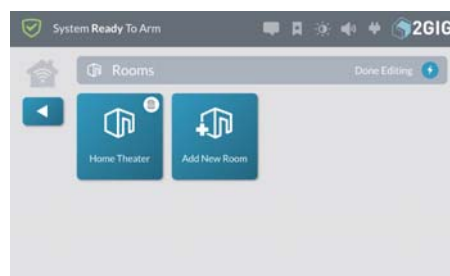 System Ready To Arm
2GIG
Rooms
Done Editing
Home Theater
Add New Room